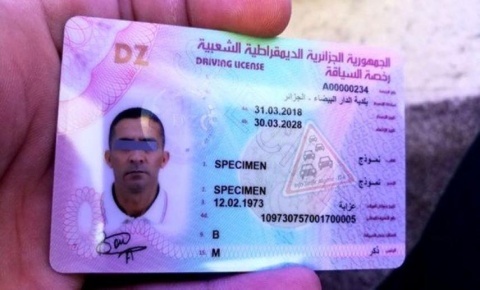 الجمهورية الجزائرية الديمقراطية الشعبية
DZ
رخصة السياقة
DRIVING LICENSE
A00000234
بلدية الدار البيضاء . الجزائر
31.03.2018
30.03.2028
SPECIMEN نموذج
SPECIMEN نموذج
12.02.1973
109730757001700005
B
M ذكر